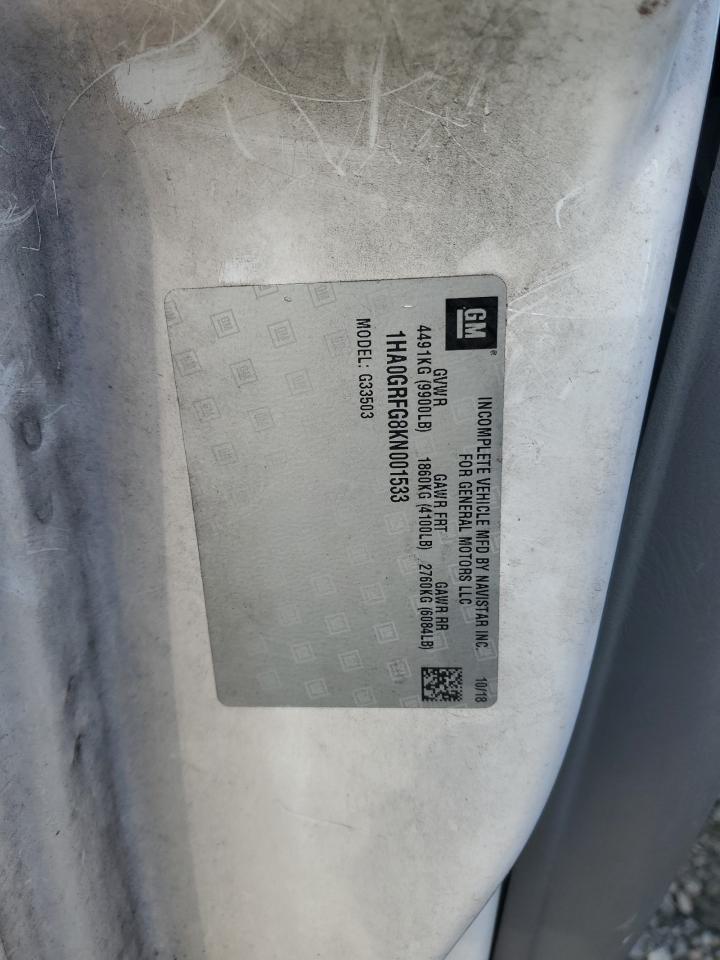 GM
INCOMPLETE VEHICLE MFD BY NAVISTAR INC. 10/18
FOR GENERAL MOTORS LLC
GVWR GAWR FRT GAWR RR
4491KG (9900LB) 1860KG (4100LB) 2760KG (6084LB)
1HA0GRFG8KN001533
MODEL: G33503